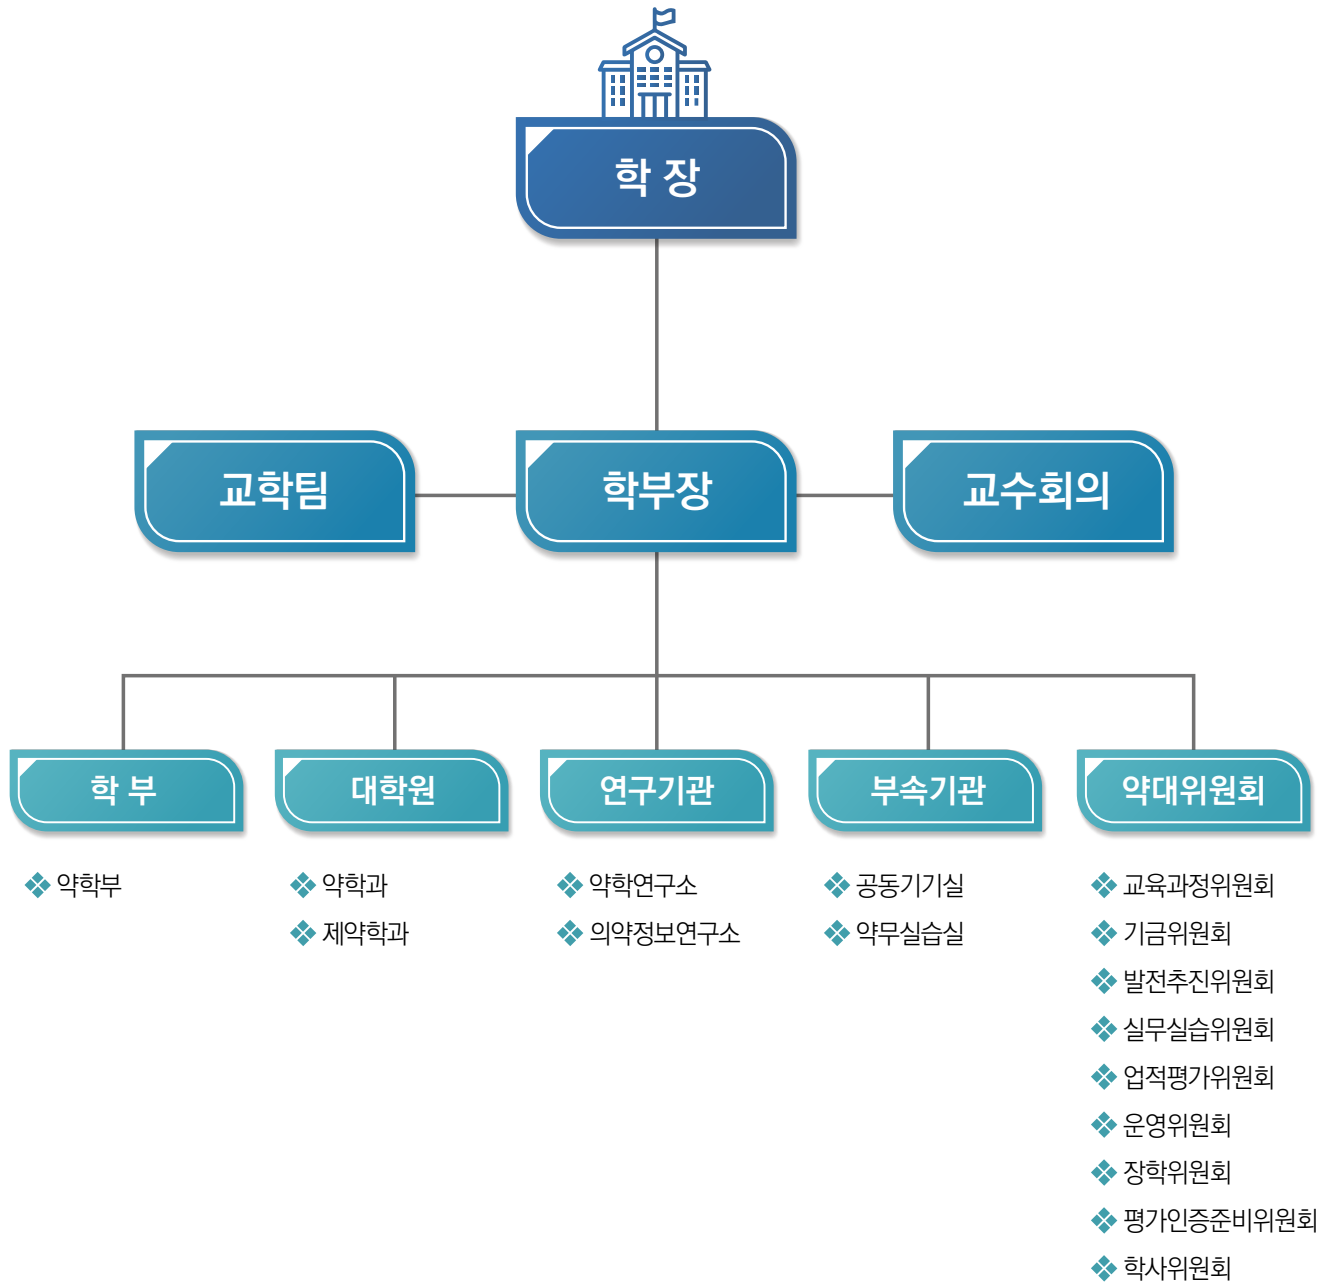 학 장
교학팀
학부장
교수회의
학 부
약학부
대학원
약학과
제약학과
연구기관
약학연구소
의약정보연구소
부속기관
공동기기실
약무실습실
약대위원회
교육과정위원회
기금위원회
발전추진위원회
실무실습위원회
업적평가위원회
운영위원회
장학위원회
평가인증준비위원회
학사위원회